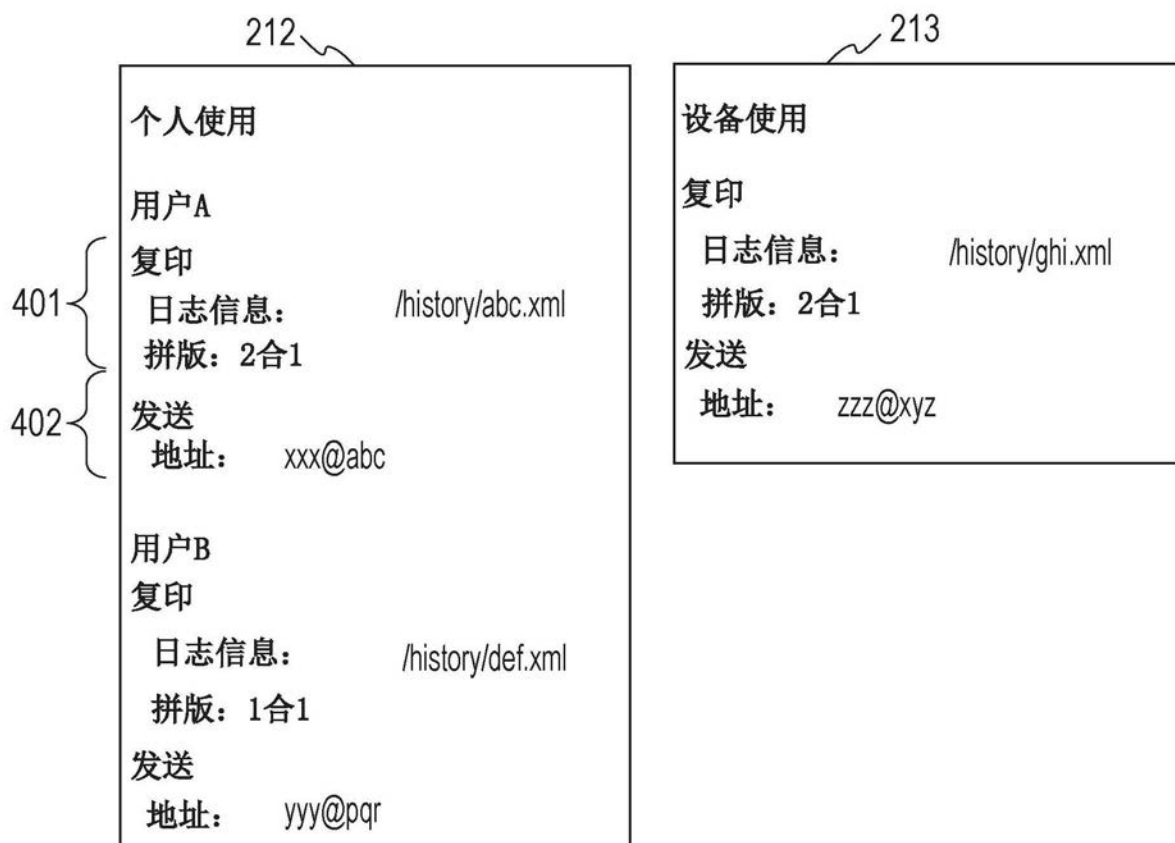 212
个人使用
用户A
401
复印
日志信息： /history/abc.xml
拼版：2合1
402
发送
地址： xxx@abc
用户B
复印
日志信息： /history/def.xml
拼版：1合1
发送
地址： yyy@pqr
213
设备使用
复印
日志信息： /history/ghi.xml
拼版：2合1
发送
地址： zzz@xyz